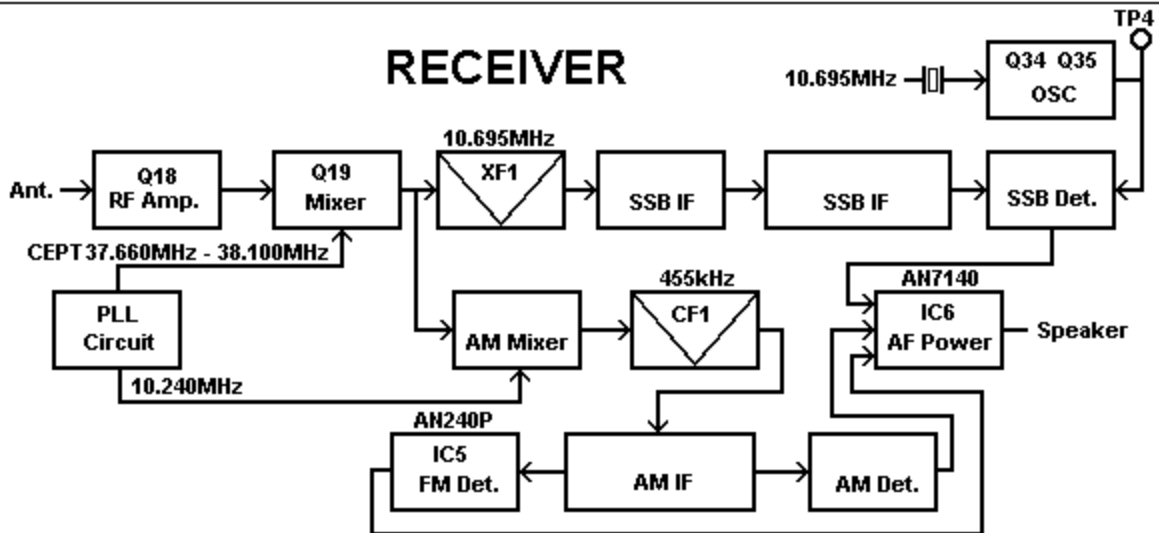 TP4
RECEIVER
10.695MHz
Q34 Q35
OSC
Ant.
Q18
RF Amp.
Q19
Mixer
10.695MHz
XF1
SSB IF
SSB IF
SSB Det.
CEPT 37.660MHz - 38.100MHz
PLL
Circuit
10.240MHz
AM Mixer
455kHz
CF1
AN7140
IC6
AF Power
Speaker
AN240P
IC5
FM Det.
AM IF
AM Det.